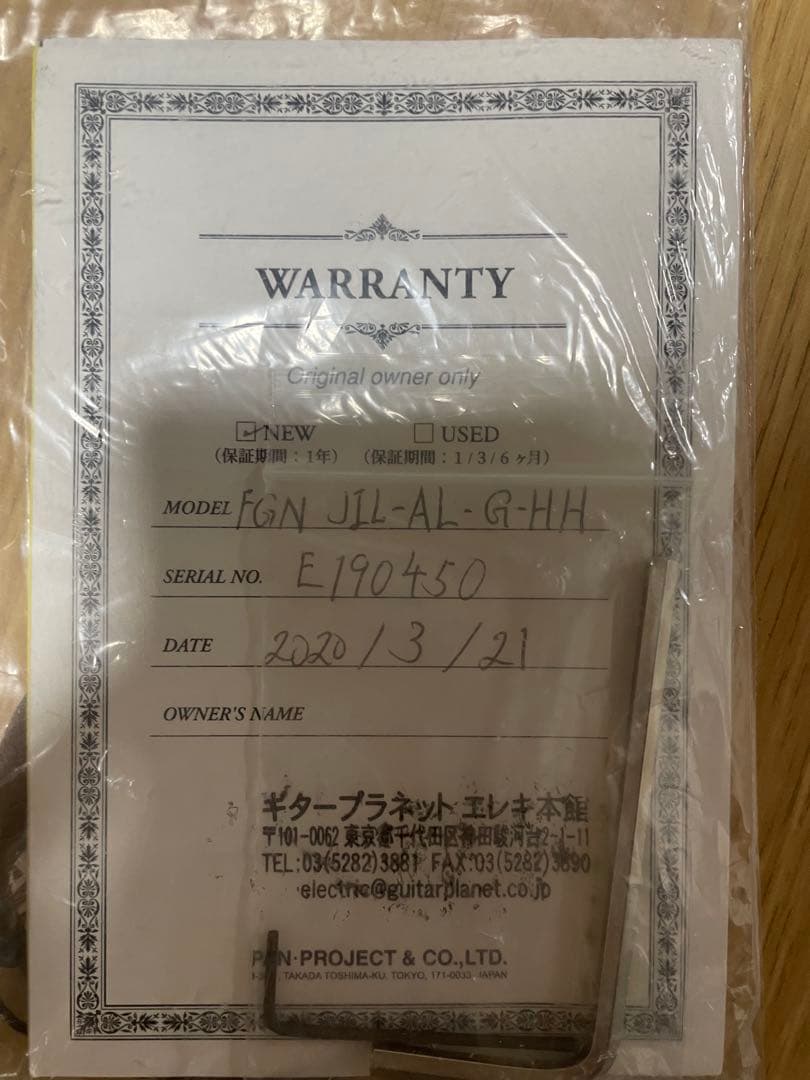 WARRANTY
Original owner only
NEW USED
(保証期間：1年) (保証期間：1/3/6ヶ月)
MODEL FGN JIL-AL-G-HH
SERIAL NO. E190450
DATE 2020/3/21
OWNER'S NAME
ギタープラネット エレキ本館
〒101-0062 東京都千代田区神田駿河台2-1-11
TEL:03(5282)3881 FAX:03(5282)3890
electric@guitarplanet.co.jp
PROJECT & CO.,LTD.
TAKADA TOSHIMA-KU, TOKYO, 171-0033 JAPAN